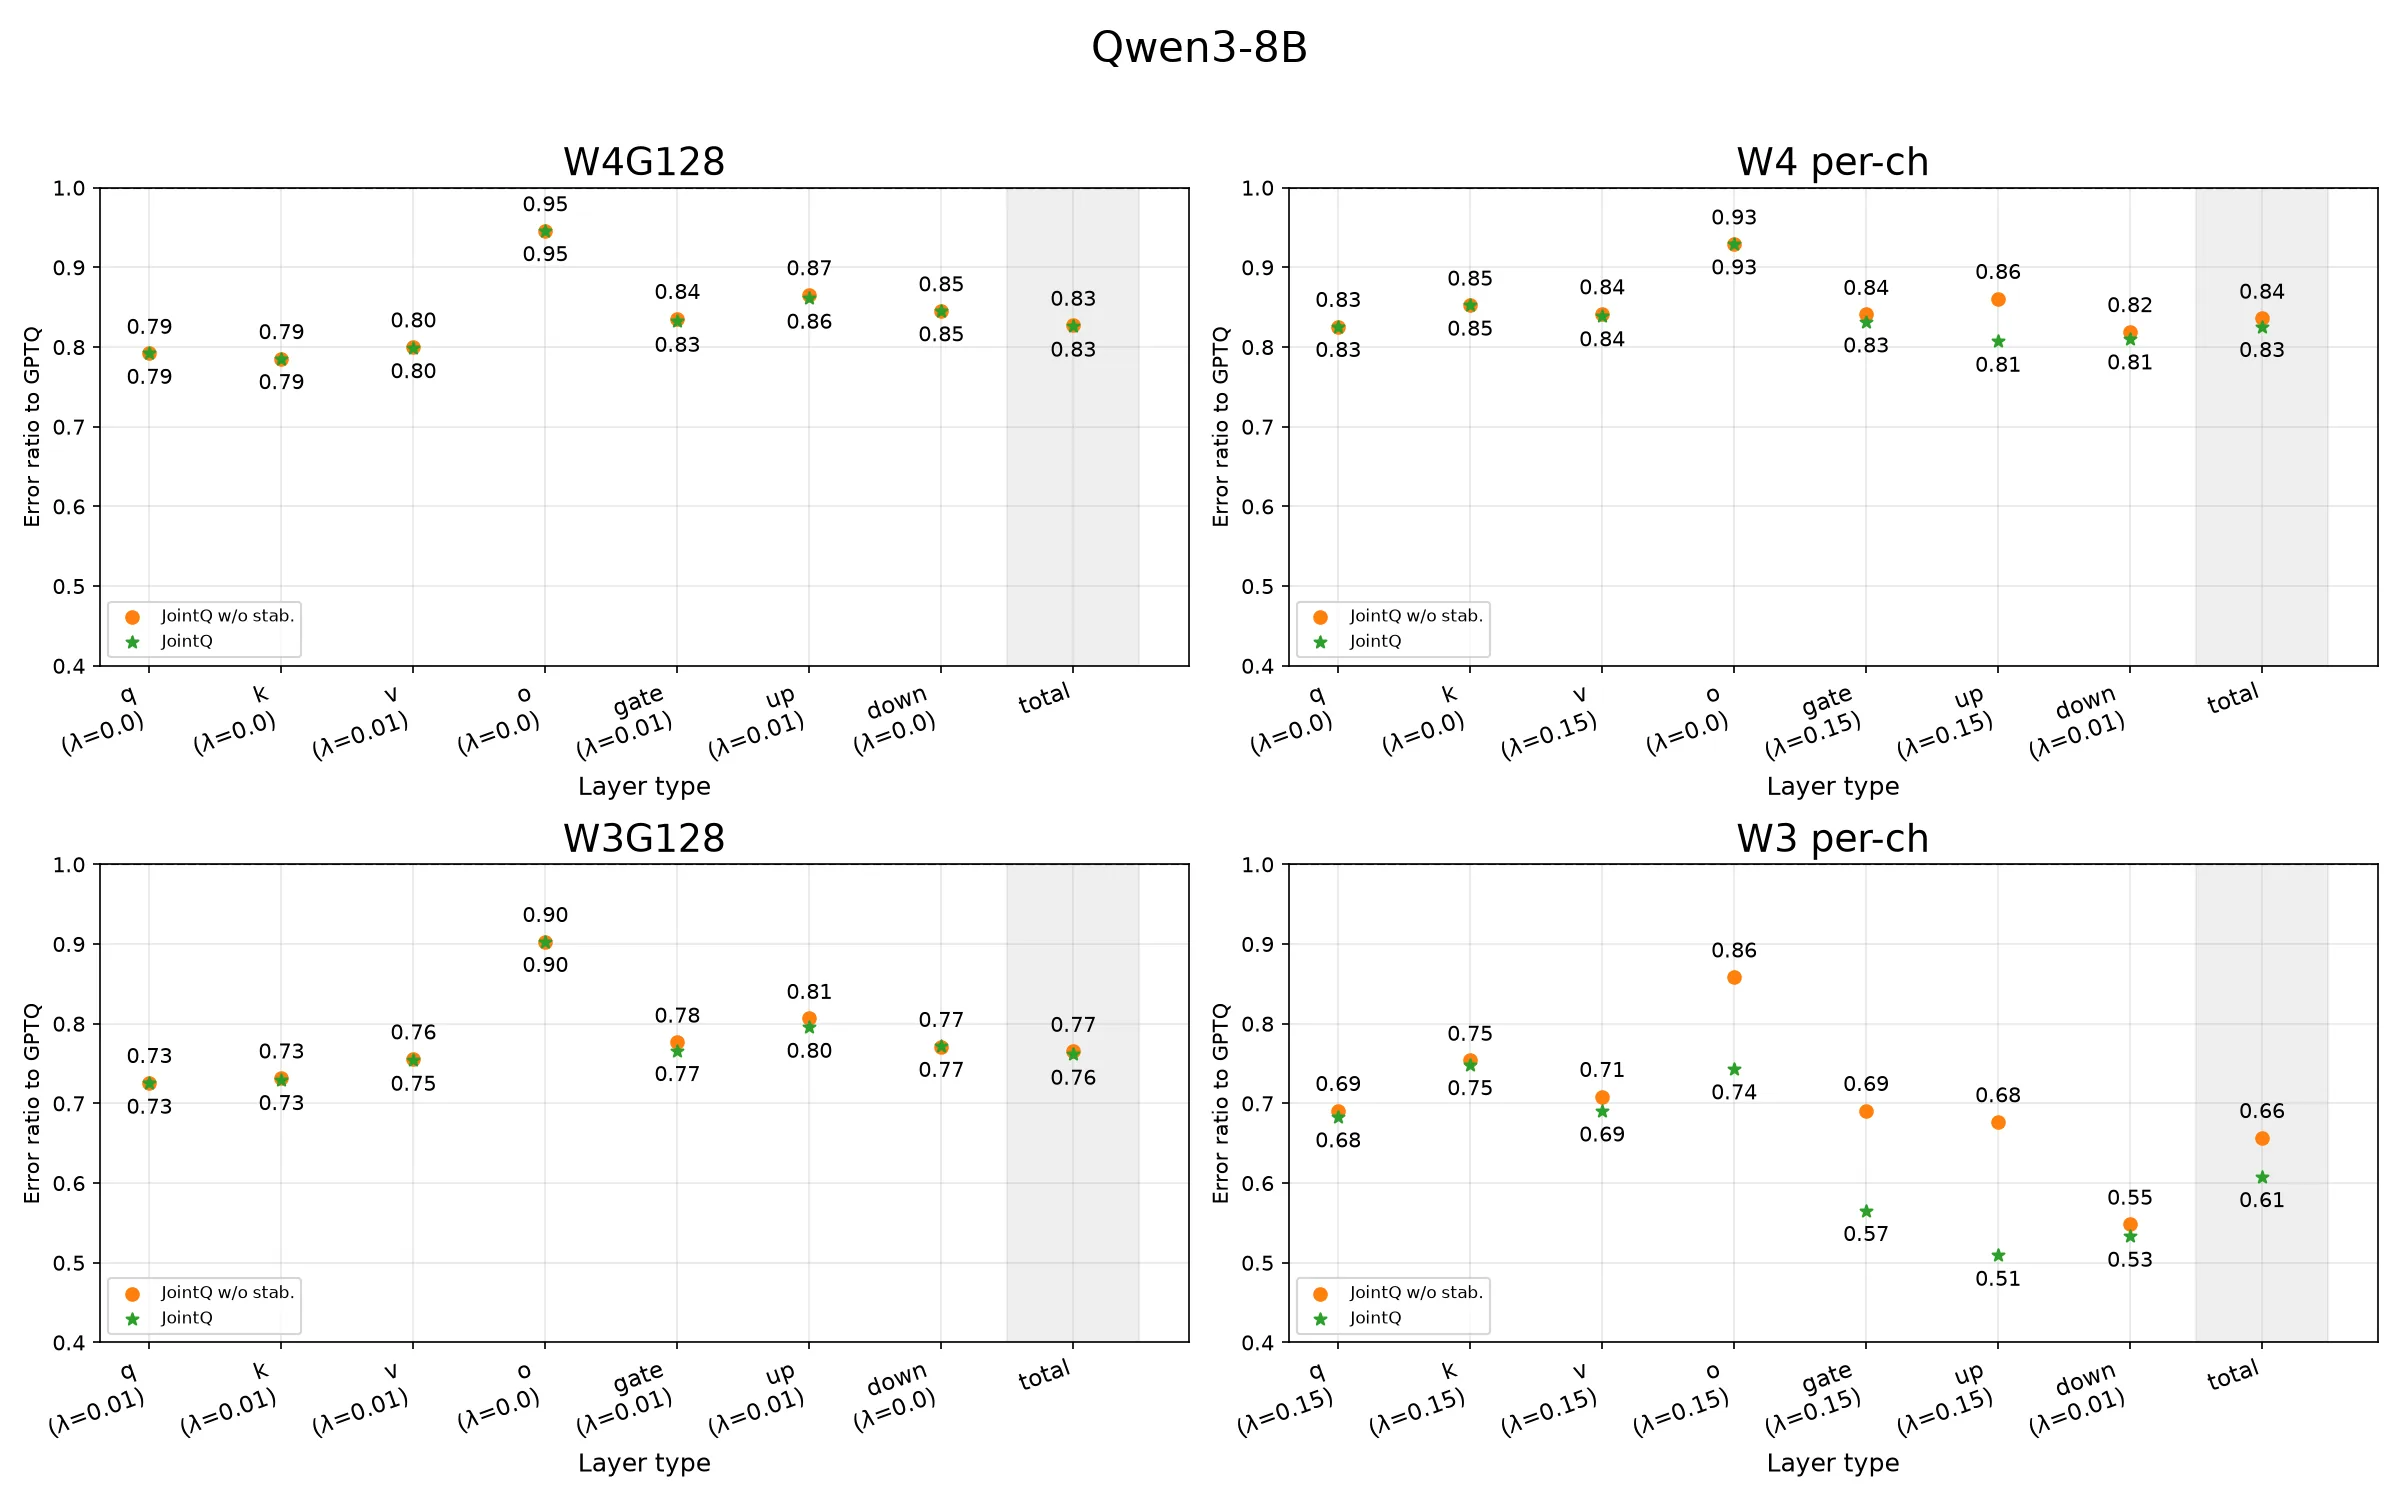 Qwen3-8B
W4G128
Error ratio to GPTQ
1.0
0.9
0.8
0.7
0.6
0.5
0.4
0.79
0.79
0.79
0.79
0.80
0.80
0.95
0.95
0.84
0.83
0.87
0.86
0.85
0.85
0.83
0.83
JointQ w/o stab.
JointQ
q
(λ=0.0)
k
(λ=0.0)
v
(λ=0.01)
o
(λ=0.0)
gate
(λ=0.01)
up
(λ=0.01)
down
(λ=0.0)
total
Layer type
W4 per-ch
Error ratio to GPTQ
1.0
0.9
0.8
0.7
0.6
0.5
0.4
0.83
0.83
0.85
0.85
0.84
0.84
0.93
0.93
0.84
0.83
0.86
0.81
0.82
0.81
0.84
0.83
JointQ w/o stab.
JointQ
q
(λ=0.0)
k
(λ=0.0)
v
(λ=0.15)
o
(λ=0.0)
gate
(λ=0.15)
up
(λ=0.15)
down
(λ=0.01)
total
Layer type
W3G128
Error ratio to GPTQ
1.0
0.9
0.8
0.7
0.6
0.5
0.4
0.73
0.73
0.73
0.73
0.76
0.75
0.90
0.90
0.78
0.77
0.81
0.80
0.77
0.77
0.77
0.76
JointQ w/o stab.
JointQ
q
(λ=0.01)
k
(λ=0.01)
v
(λ=0.01)
o
(λ=0.0)
gate
(λ=0.01)
up
(λ=0.01)
down
(λ=0.0)
total
Layer type
W3 per-ch
Error ratio to GPTQ
1.0
0.9
0.8
0.7
0.6
0.5
0.4
0.69
0.68
0.75
0.75
0.71
0.69
0.86
0.74
0.69
0.57
0.68
0.51
0.55
0.53
0.66
0.61
JointQ w/o stab.
JointQ
q
(λ=0.15)
k
(λ=0.15)
v
(λ=0.15)
o
(λ=0.15)
gate
(λ=0.15)
up
(λ=0.15)
down
(λ=0.01)
total
Layer type